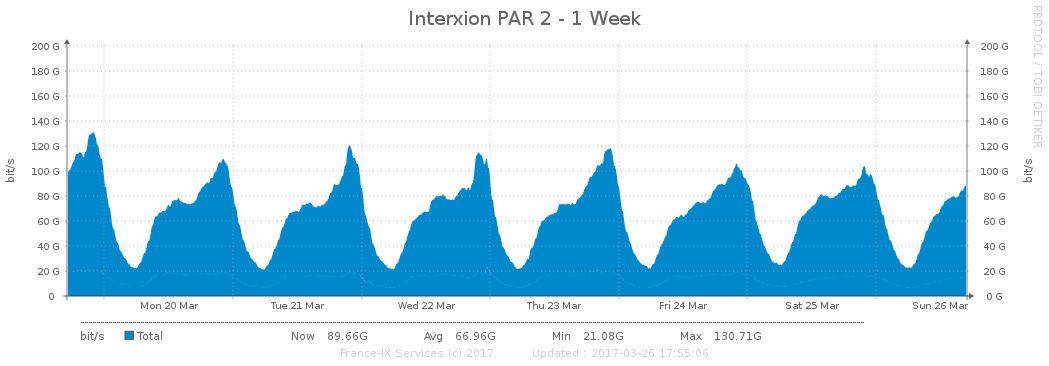 Interxion PAR 2 - 1 Week
RRDTOOL / TOBI OETIKER
bit/s
bit/s
200 G 200 G
180 G 180 G
160 G 160 G
140 G 140 G
120 G 120 G
100 G 100 G
80 G 80 G
60 G 60 G
40 G 40 G
20 G 20 G
0 0 G
Mon 20 Mar Tue 21 Mar Wed 22 Mar Thu 23 Mar Fri 24 Mar Sat 25 Mar Sun 26 Mar
bit/s Total Now 89.66G Avg 66.96G Min 21.08G Max 130.71G
France-IX Services (c) 2017 Updated : 2017-03-26 17:55:06